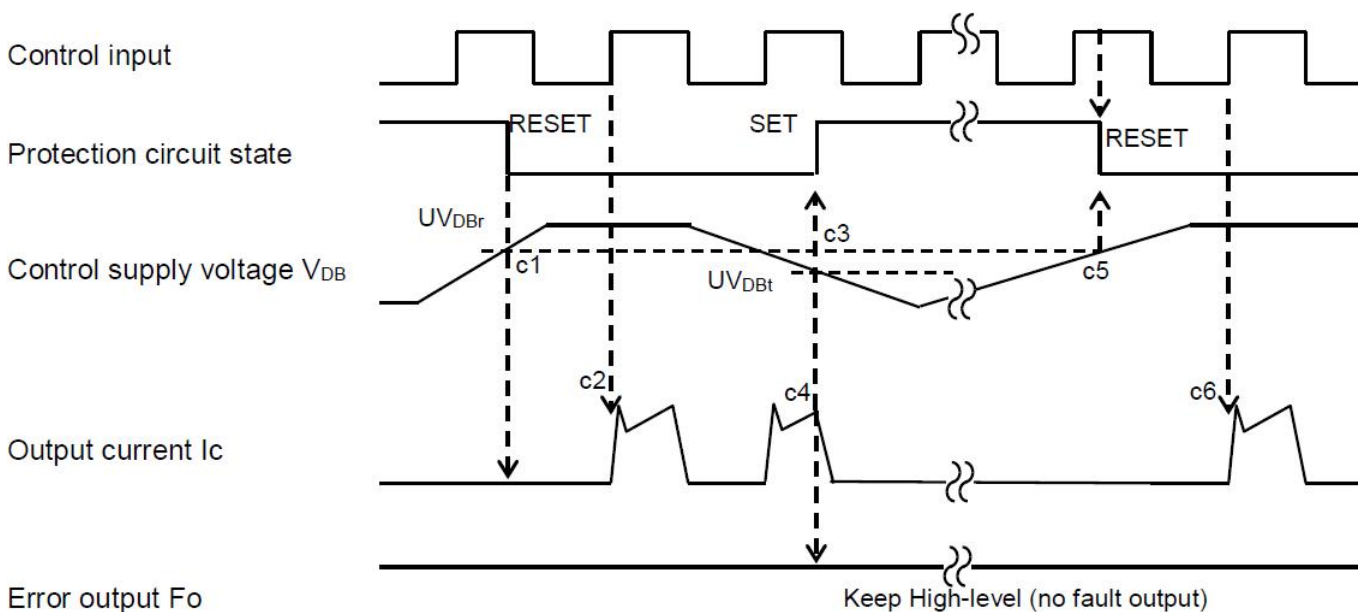 Control input
RESET
SET
Protection circuit state
RESET
UVDBr
c3
c1
Control supply voltage VDB
c5
UVDBt
c2
c4
c6
Output current Ic
Error output Fo
Keep High-level (no fault output)